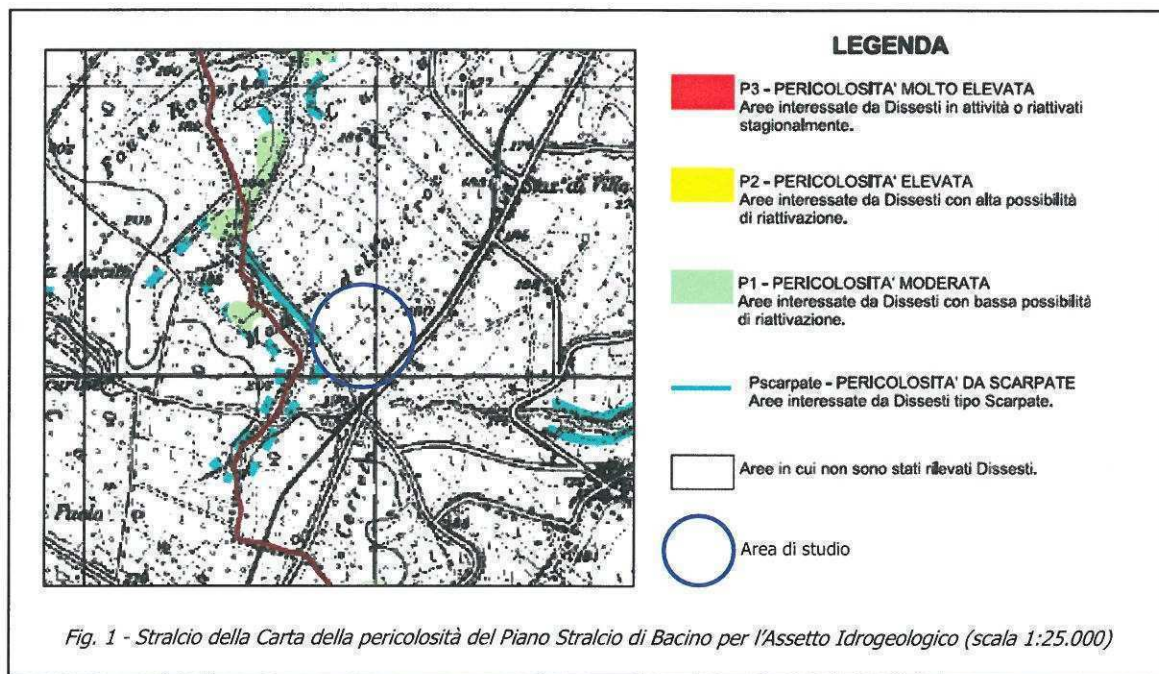 LEGENDA
P3 - PERICOLOSITA' MOLTO ELEVATA
Aree interessate da Dissesti in attività o riattivati
stagionalmente.
P2 - PERICOLOSITA' ELEVATA
Aree interessate da Dissesti con alta possibilità
di riattivazione.
P1 - PERICOLOSITA' MODERATA
Aree interessate da Dissesti con bassa possibilità
di riattivazione.
Pscarpate - PERICOLOSITA' DA SCARPATE
Aree interessate da Dissesti tipo Scarpate.
Aree in cui non sono stati rilevati Dissesti.
Area di studio
Staz. di Villa
Fig. 1 - Stralcio della Carta della pericolosità del Piano Stralcio di Bacino per l'Assetto Idrogeologico (scala 1:25.000)